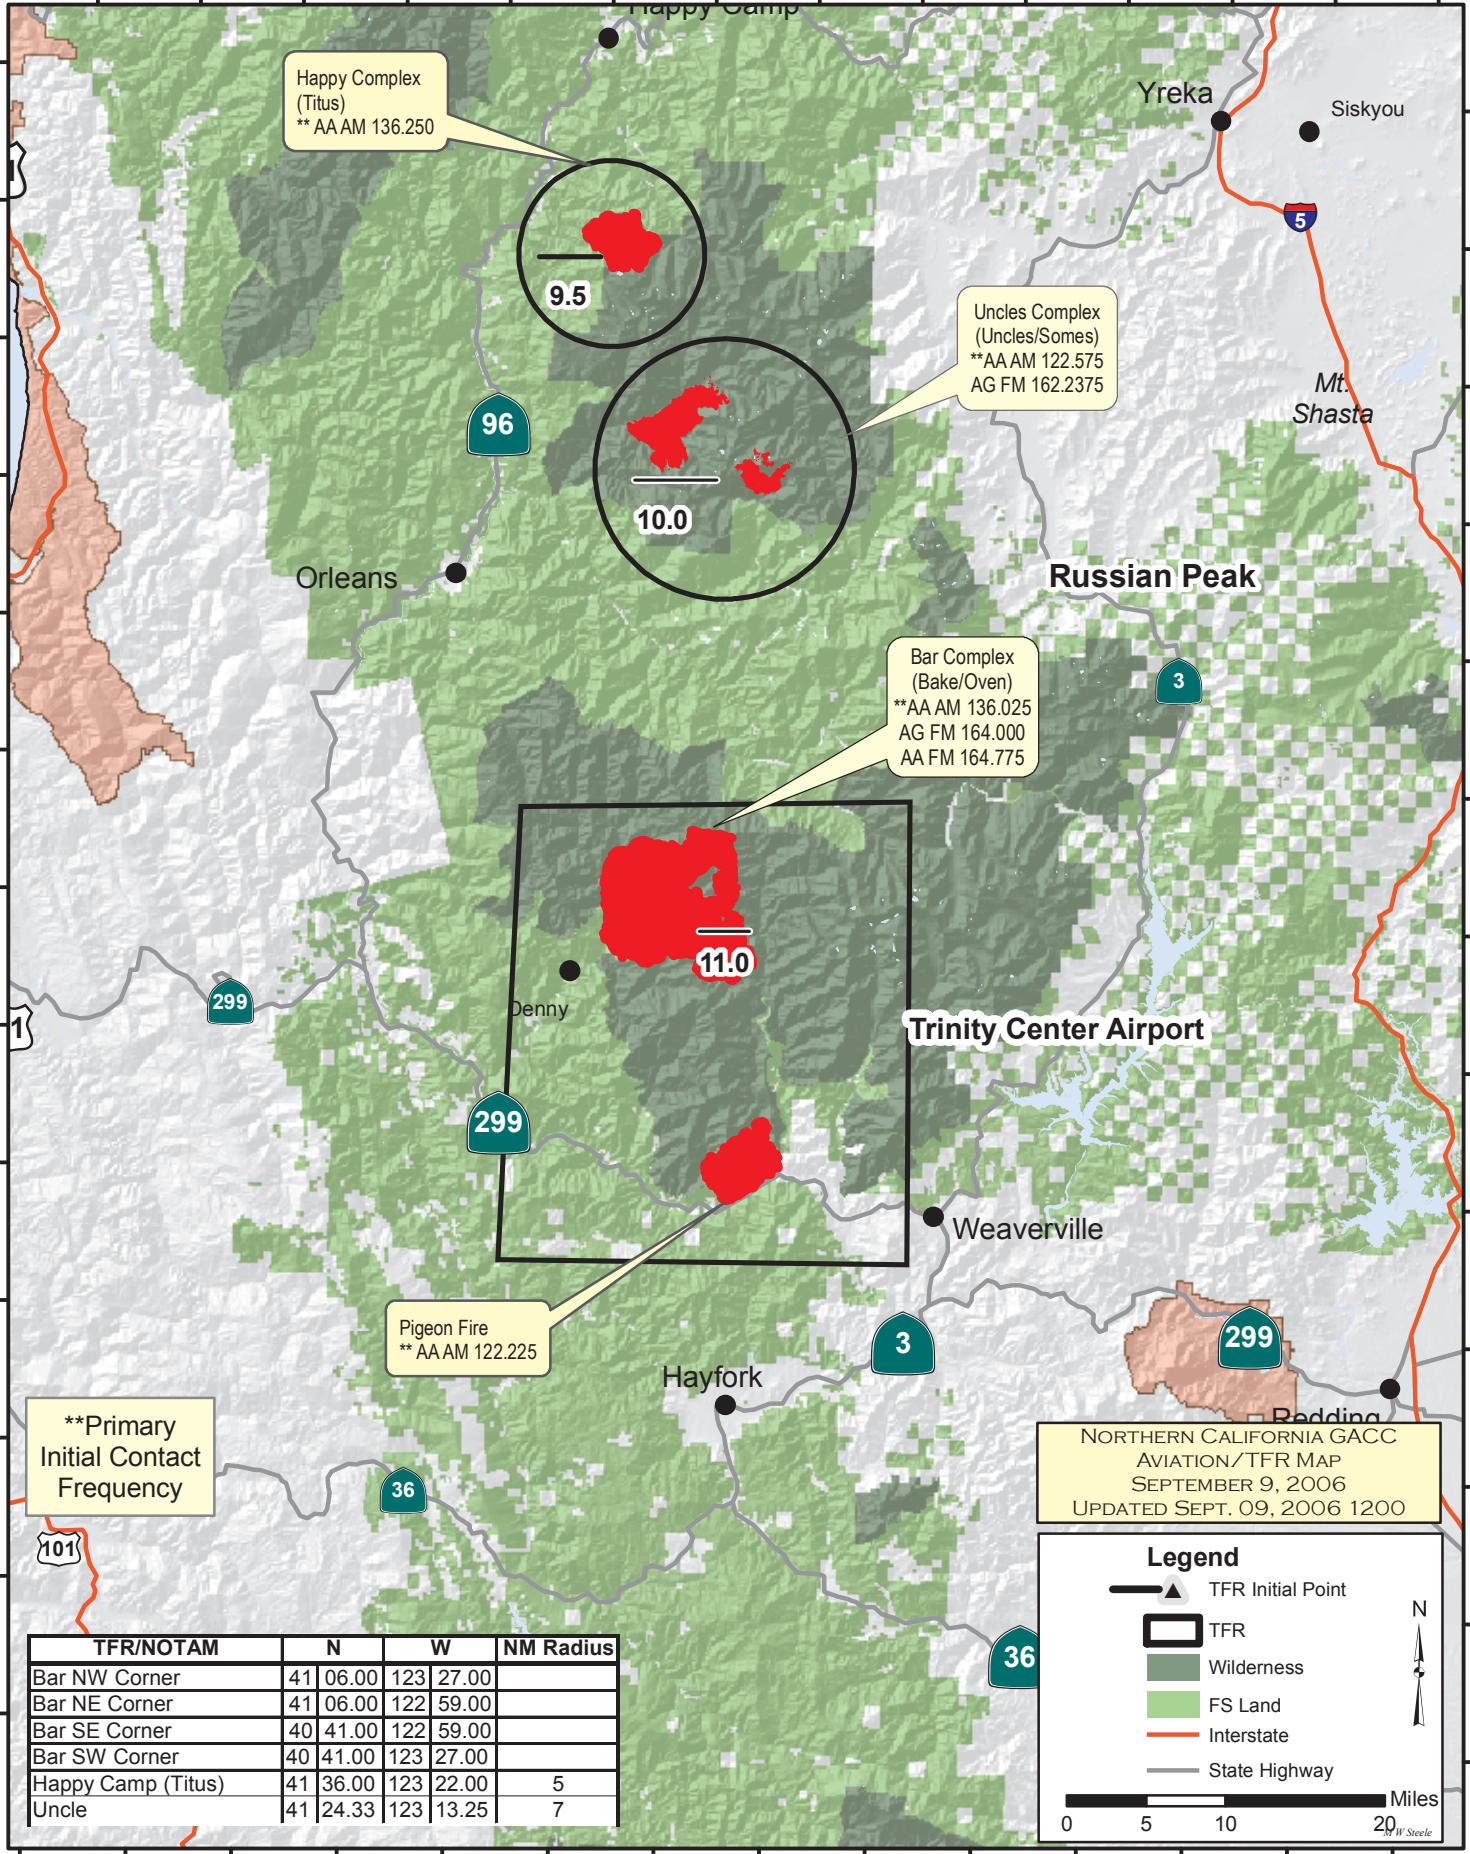 Happy Camp
Happy Complex
(Titus)
** AA AM 136.250
Yreka
Siskyou
5
9.5
Uncles Complex
(Uncles/Somes)
**AA AM 122.575
AG FM 162.2375
Mt.
Shasta
96
10.0
Orleans
Russian Peak
Bar Complex
(Bake/Oven)
**AA AM 136.025
AG FM 164.000
AA FM 164.775
3
11.0
Denny
299
1
Trinity Center Airport
299
Weaverville
Pigeon Fire
** AA AM 122.225
3
299
Hayfork
Redding
**Primary
Initial Contact
Frequency
36
101
NORTHERN CALIFORNIA GACC
AVIATION/TFR MAP
SEPTEMBER 9, 2006
UPDATED SEPT. 09, 2006 1200
36
Legend
TFR Initial Point
TFR
Wilderness
FS Land
Interstate
State Highway
N
Miles
0 5 10 20
M W Steele
TFR/NOTAM N W NM Radius
Bar NW Corner 41 06.00 123 27.00
Bar NE Corner 41 06.00 122 59.00
Bar SE Corner 40 41.00 122 59.00
Bar SW Corner 40 41.00 123 27.00
Happy Camp (Titus) 41 36.00 123 22.00 5
Uncle 41 24.33 123 13.25 7